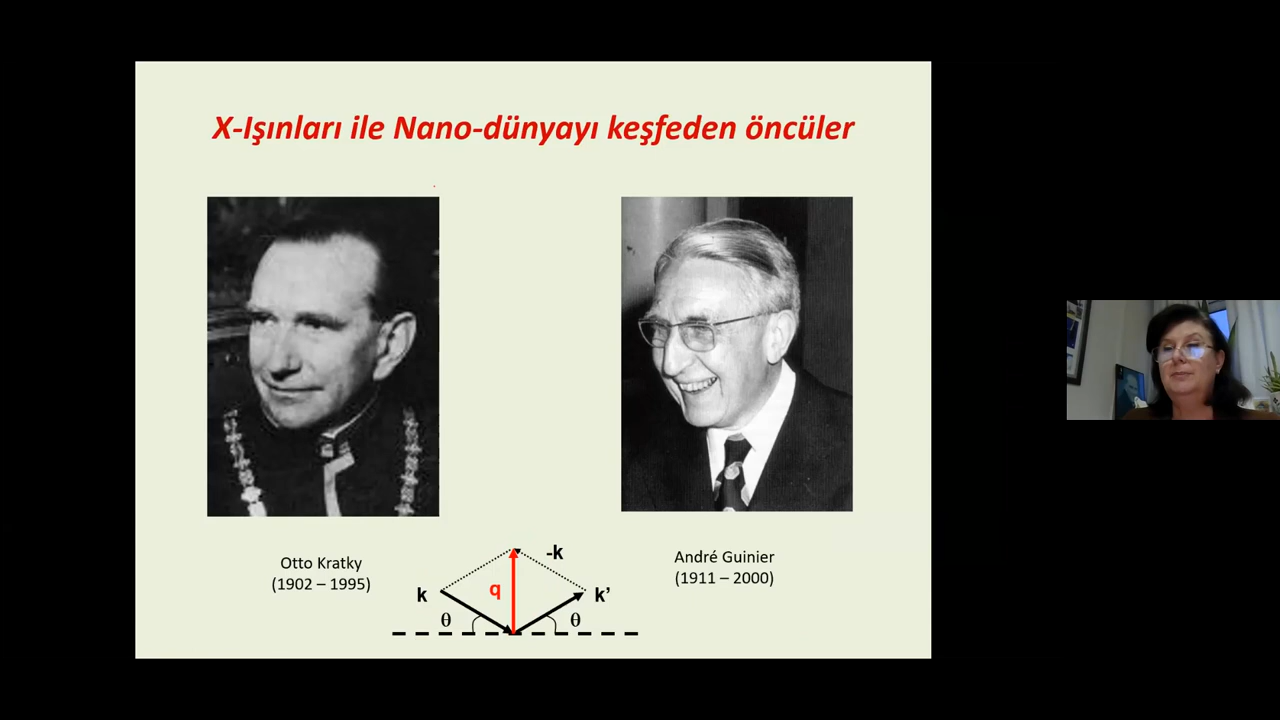 X-Işınları ile Nano-dünyayı keşfeden öncüler
Otto Kratky
(1902 – 1995)
André Guinier
(1911 – 2000)
-k
k
q
k’
θ
θ